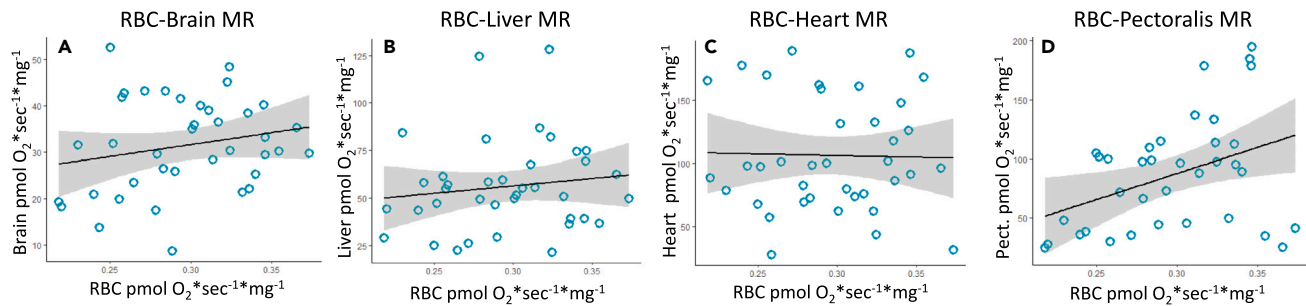 RBC-Brain MR
RBC-Liver MR
RBC-Heart MR
RBC-Pectoralis MR
A
Brain pmol O₂*sec⁻¹*mg⁻¹
50
40
30
20
10
0.25
0.30
0.35
RBC pmol O₂*sec⁻¹*mg⁻¹
B
Liver pmol O₂*sec⁻¹*mg⁻¹
125
100
75
50
25
0.25
0.30
0.35
RBC pmol O₂*sec⁻¹*mg⁻¹
C
Heart pmol O₂*sec⁻¹*mg⁻¹
150
100
50
0.25
0.30
0.35
RBC pmol O₂*sec⁻¹*mg⁻¹
D
Pect. pmol O₂*sec⁻¹*mg⁻¹
200
150
100
50
0.25
0.30
0.35
RBC pmol O₂*sec⁻¹*mg⁻¹